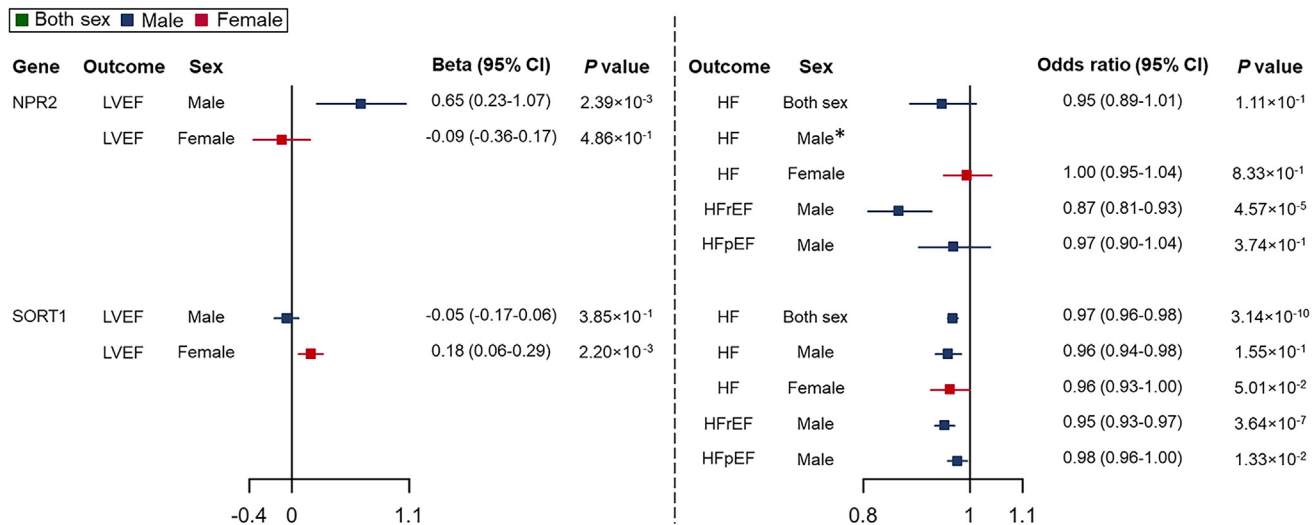 Both sex Male Female
Gene Outcome Sex Beta (95% CI) P value Outcome Sex Odds ratio (95% CI) P value
NPR2 LVEF Male 0.65 (0.23-1.07) 2.39×10⁻³ HF Both sex 0.95 (0.89-1.01) 1.11×10⁻¹
LVEF Female -0.09 (-0.36-0.17) 4.86×10⁻¹ HF Male*
HF Female 1.00 (0.95-1.04) 8.33×10⁻¹
HFrEF Male 0.87 (0.81-0.93) 4.57×10⁻⁵
HFpEF Male 0.97 (0.90-1.04) 3.74×10⁻¹
SORT1 LVEF Male -0.05 (-0.17-0.06) 3.85×10⁻¹ HF Both sex 0.97 (0.96-0.98) 3.14×10⁻¹⁰
LVEF Female 0.18 (0.06-0.29) 2.20×10⁻³ HF Male 0.96 (0.94-0.98) 1.55×10⁻¹
HF Female 0.96 (0.93-1.00) 5.01×10⁻²
HFrEF Male 0.95 (0.93-0.97) 3.64×10⁻⁷
HFpEF Male 0.98 (0.96-1.00) 1.33×10⁻²
-0.4 0 1.1 0.8 1 1.1